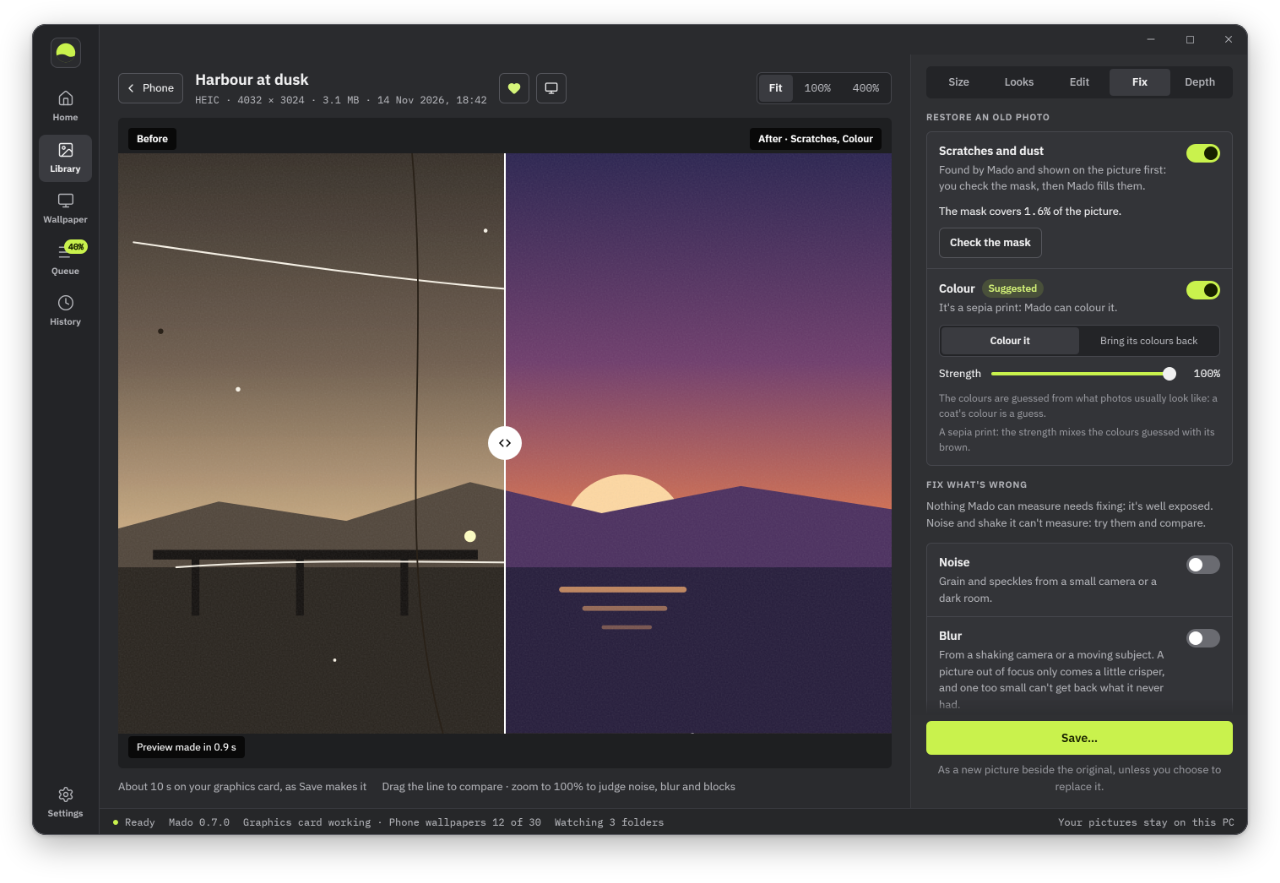 Home
Library
Wallpaper
40%
Queue
History
Settings
Phone
Harbour at dusk
HEIC · 4032 × 3024 · 3.1 MB · 14 Nov 2026, 18:42
Fit 100% 400%
Before
After · Scratches, Colour
Preview made in 0.9 s
About 10 s on your graphics card, as Save makes it Drag the line to compare · zoom to 100% to judge noise, blur and blocks
Size Looks Edit Fix Depth
RESTORE AN OLD PHOTO
Scratches and dust
Found by Mado and shown on the picture first:
you check the mask, then Mado fills them.
The mask covers 1.6% of the picture.
Check the mask
Colour Suggested
It's a sepia print: Mado can colour it.
Colour it Bring its colours back
Strength 100%
The colours are guessed from what photos usually look like: a
coat's colour is a guess.
A sepia print: the strength mixes the colours guessed with its
brown.
FIX WHAT'S WRONG
Nothing Mado can measure needs fixing: it's well exposed.
Noise and shake it can't measure: try them and compare.
Noise
Grain and speckles from a small camera or a
dark room.
Blur
From a shaking camera or a moving subject. A
picture out of focus only comes a little crisper,
and one too small can't get back what it never
had.
Save...
As a new picture beside the original, unless you choose to
replace it.
Ready Mado 0.7.0 Graphics card working · Phone wallpapers 12 of 30 Watching 3 folders
Your pictures stay on this PC